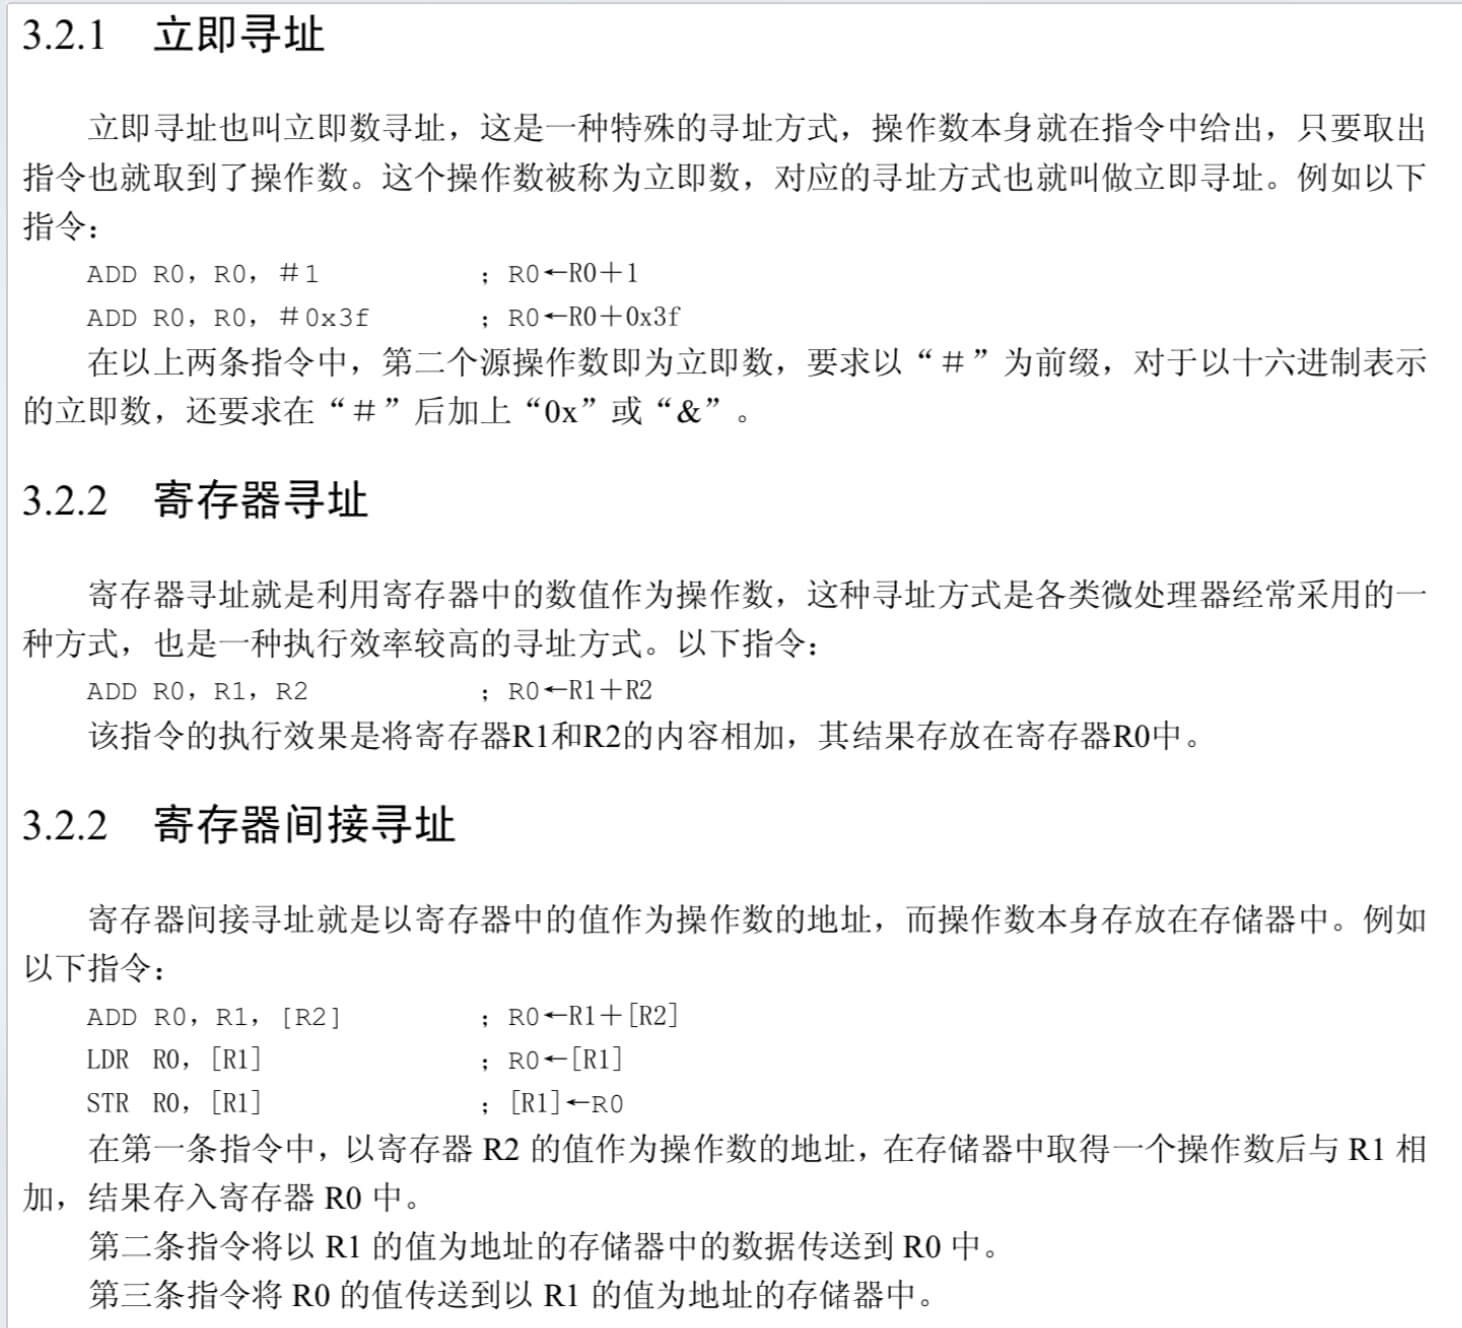 3.2.1 立即寻址
立即寻址也叫立即数寻址，这是一种特殊的寻址方式，操作数本身就在指令中给出，只要取出
指令也就取到了操作数。这个操作数被称为立即数，对应的寻址方式也就叫做立即寻址。例如以下
指令：
ADD R0，R0，＃1 ；R0←R0＋1
ADD R0，R0，＃0x3f ；R0←R0＋0x3f
在以上两条指令中，第二个源操作数即为立即数，要求以“＃”为前缀，对于以十六进制表示
的立即数，还要求在“＃”后加上“0x”或“&”。
3.2.2 寄存器寻址
寄存器寻址就是利用寄存器中的数值作为操作数，这种寻址方式是各类微处理器经常采用的一
种方式，也是一种执行效率较高的寻址方式。以下指令：
ADD R0，R1，R2 ；R0←R1＋R2
该指令的执行效果是将寄存器R1和R2的内容相加，其结果存放在寄存器R0中。
3.2.2 寄存器间接寻址
寄存器间接寻址就是以寄存器中的值作为操作数的地址，而操作数本身存放在存储器中。例如
以下指令：
ADD R0，R1，[R2] ；R0←R1＋[R2]
LDR R0，[R1] ；R0←[R1]
STR R0，[R1] ；[R1]←R0
在第一条指令中，以寄存器 R2 的值作为操作数的地址，在存储器中取得一个操作数后与 R1 相
加，结果存入寄存器 R0 中。
第二条指令将以 R1 的值为地址的存储器中的数据传送到 R0 中。
第三条指令将 R0 的值传送到以 R1 的值为地址的存储器中。